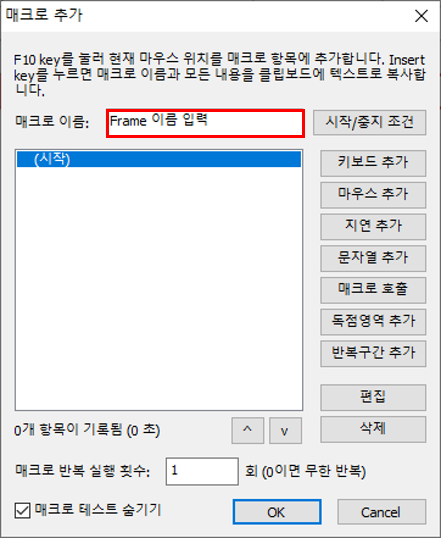 매크로 추가
F10 key를 눌러 현재 마우스 위치를 매크로 항목에 추가합니다. Insert
key를 누르면 매크로 이름과 모든 내용을 클립보드에 텍스트로 복사합
니다.
매크로 이름: Frame 이름 입력 시작/중지 조건
(시작)
키보드 추가
마우스 추가
지연 추가
문자열 추가
매크로 호출
독점영역 추가
반복구간 추가
편집
삭제
0개 항목이 기록됨 (0 초) ^ v
매크로 반복 실행 횟수: 1 회 (0이면 무한 반복)
매크로 테스트 숨기기 OK Cancel